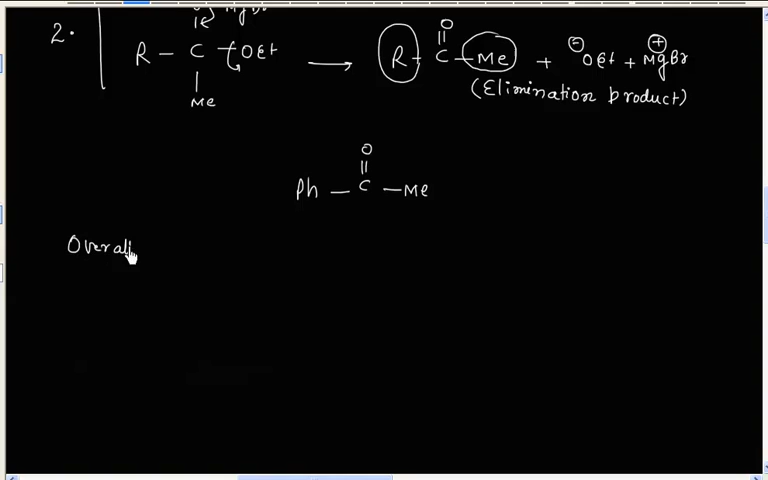 2.
R — C — OEt ⟶ R — C — Me + ⊖OEt + ⊕MgBr
O
Me
(Elimination product)
O
Ph — C — Me
Overall